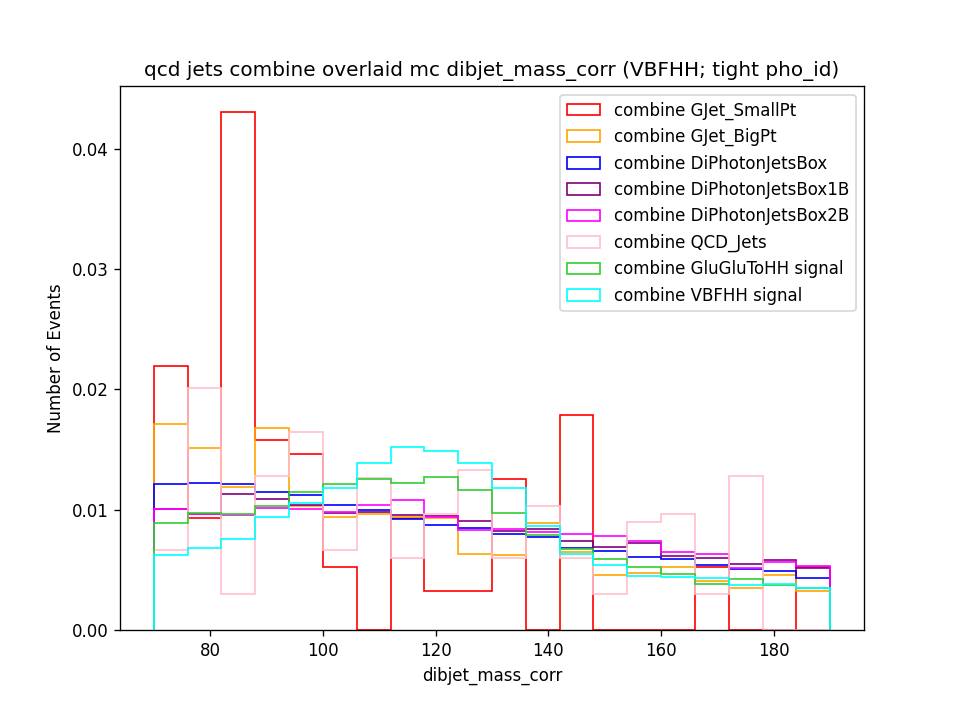 qcd jets combine overlaid mc dibjet_mass_corr (VBFHH; tight pho_id)
combine GJet_SmallPt
combine GJet_BigPt
combine DiPhotonJetsBox
combine DiPhotonJetsBox1B
combine DiPhotonJetsBox2B
combine QCD_Jets
combine GluGluToHH signal
combine VBFHH signal
Number of Events
0.04
0.03
0.02
0.01
0.00
80 100 120 140 160 180
dibjet_mass_corr